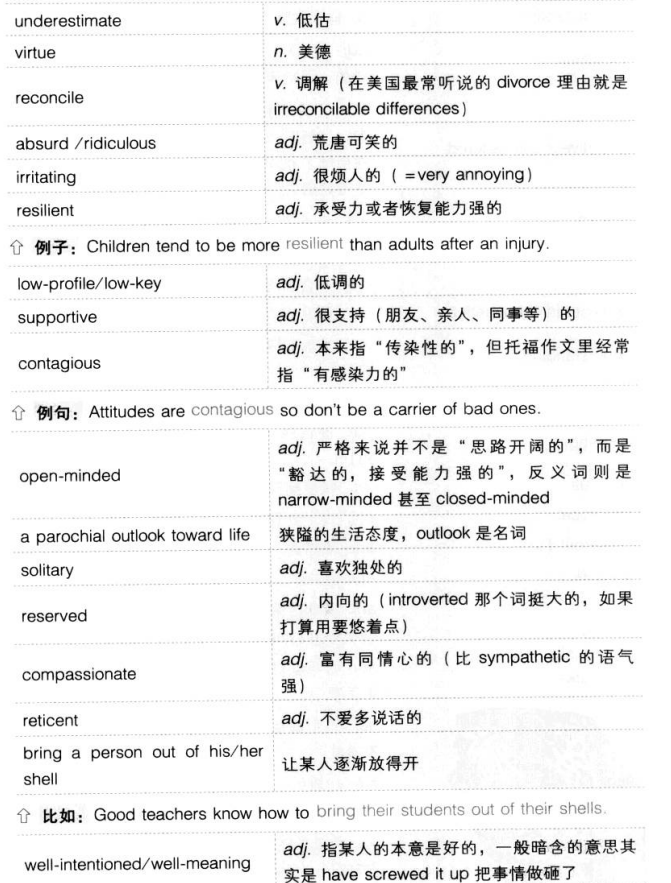 underestimate v. 低估
virtue n. 美德
reconcile v. 调解（在美国最常听说的 divorce 理由就是
irreconcilable differences）
absurd /ridiculous adj. 荒唐可笑的
irritating adj. 很烦人的（=very annoying）
resilient adj. 承受力或者恢复能力强的
⇧ 例子：Children tend to be more resilient than adults after an injury.
low-profile/low-key adj. 低调的
supportive adj. 很支持（朋友、亲人、同事等）的
contagious adj. 本来指“传染性的”，但托福作文里经常
指“有感染力的”
⇧ 例句：Attitudes are contagious so don't be a carrier of bad ones.
open-minded adj. 严格来说并不是“思路开阔的”，而是
“豁达的，接受能力强的”，反义词则是
narrow-minded 甚至 closed-minded
a parochial outlook toward life 狭隘的生活态度，outlook 是名词
solitary adj. 喜欢独处的
reserved adj. 内向的（introverted 那个词挺大的，如果
打算用要悠着点）
compassionate adj. 富有同情心的（比 sympathetic 的语气
强）
reticent adj. 不爱多说话的
bring a person out of his/her
shell 让某人逐渐放得开
⇧ 比如：Good teachers know how to bring their students out of their shells.
well-intentioned/well-meaning adj. 指某人的本意是好的，一般暗含的意思其
实是 have screwed it up 把事情做砸了